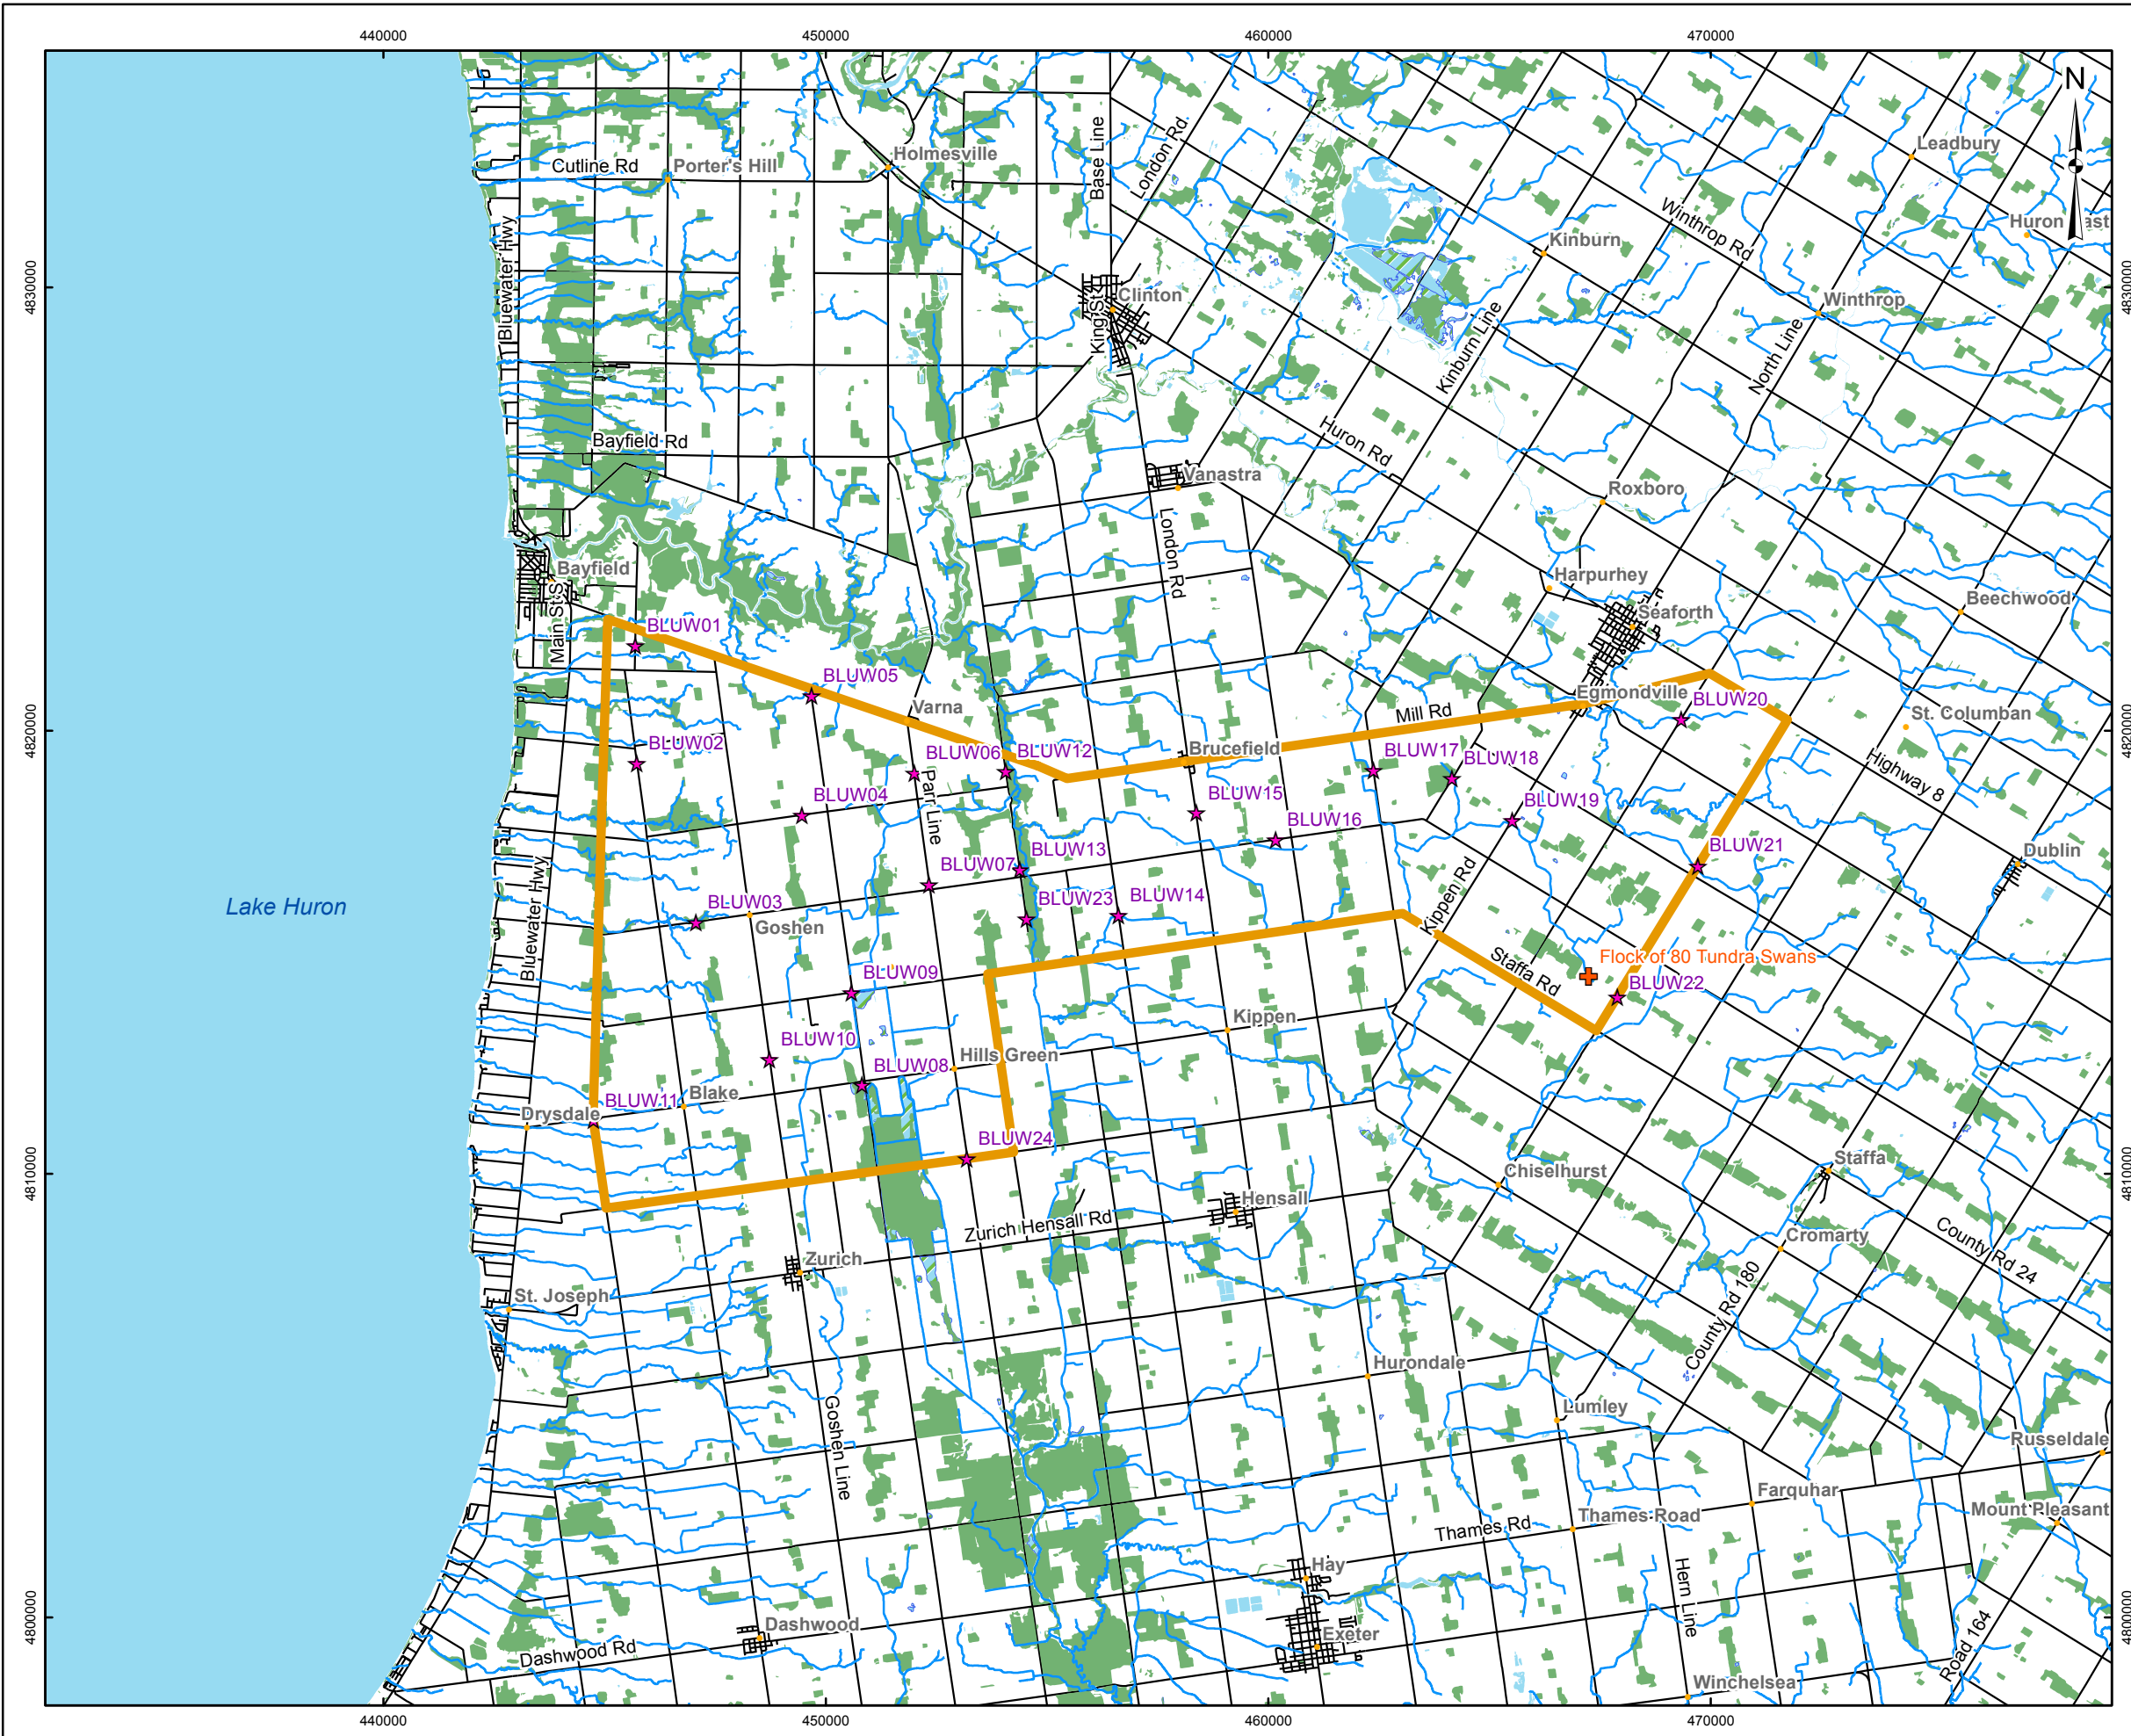 440000
450000
460000
470000
N
Leadbury
Holmesville
Cutline Rd
Porter's Hill
Base Line
London Rd
Winthrop Rd
Huron
ast
Kinburn
Bluewater Hwy
4830000
4830000
Clinton
King St
Winthrop
Kinburn Line
North Line
Bayfield Rd
Huron Rd
Vanastra
Roxboro
London Rd
Bayfield
Harpurhey
Main St S
Seaforth
Beechwood
BLUW01
BLUW05
Egmondville
BLUW20
Varna
Mill Rd
St. Columban
4820000
4820000
BLUW02
BLUW06
BLUW12
Brucefield
BLUW17
BLUW18
Highway 8
BLUW04
Parr Line
BLUW15
BLUW19
BLUW16
BLUW13
BLUW21
Dublin
BLUW07
Bluewater Hwy
BLUW03
BLUW23
BLUW14
Kippen Rd
Lake Huron
Goshen
Flock of 80 Tundra Swans
Staffa Rd
BLUW09
BLUW22
Kippen
BLUW10
Hills Green
BLUW08
Blake
BLUW11
Drysdale
BLUW24
4810000
4810000
Staffa
Chiselhurst
Hensall
Zurich Hensall Rd
Cromarty
County Rd 24
Zurich
St. Joseph
County Rd 180
Hurondale
Goshen Line
Lumley
Russeldale
Farquhar
Thames Rd
Thames Road
Mount Pleasant
Hay
Hern Line
4800000
4800000
Dashwood
Exeter
Dashwood Rd
Road 164
Winchelsea
440000
450000
460000
470000